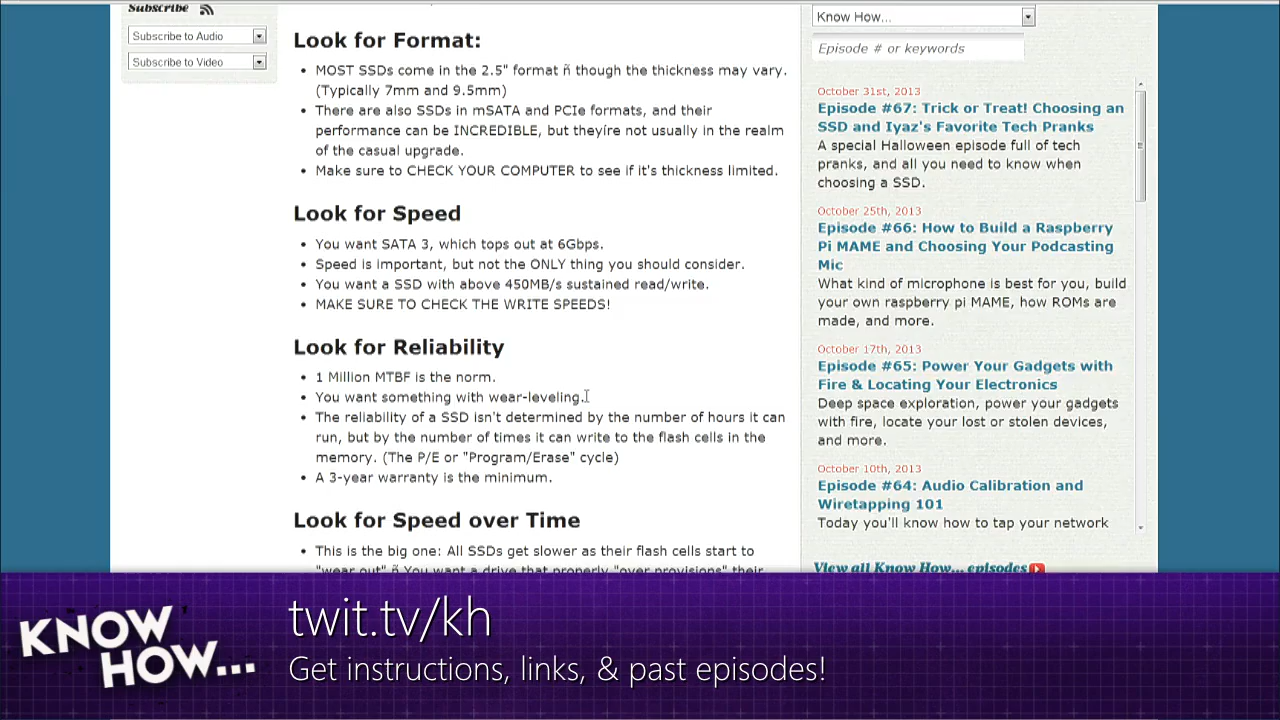 Subscribe
Subscribe to Audio
Subscribe to Video
Look for Format:
• MOST SSDs come in the 2.5" format ñ though the thickness may vary.
(Typically 7mm and 9.5mm)
• There are also SSDs in mSATA and PCIe formats, and their
performance can be INCREDIBLE, but theyíre not usually in the realm
of the casual upgrade.
• Make sure to CHECK YOUR COMPUTER to see if it's thickness limited.
Look for Speed
• You want SATA 3, which tops out at 6Gbps.
• Speed is important, but not the ONLY thing you should consider.
• You want a SSD with above 450MB/s sustained read/write.
• MAKE SURE TO CHECK THE WRITE SPEEDS!
Look for Reliability
• 1 Million MTBF is the norm.
• You want something with wear-leveling.
• The reliability of a SSD isn't determined by the number of hours it can
run, but by the number of times it can write to the flash cells in the
memory. (The P/E or "Program/Erase" cycle)
• A 3-year warranty is the minimum.
Look for Speed over Time
• This is the big one: All SSDs get slower as their flash cells start to
"wear out" ñ You want a drive that properly "over provisions" their
Know How...
Episode # or keywords
October 31st, 2013
Episode #67: Trick or Treat! Choosing an
SSD and Iyaz's Favorite Tech Pranks
A special Halloween episode full of tech
pranks, and all you need to know when
choosing a SSD.
October 25th, 2013
Episode #66: How to Build a Raspberry
Pi MAME and Choosing Your Podcasting
Mic
What kind of microphone is best for you, build
your own raspberry pi MAME, how ROMs are
made, and more.
October 17th, 2013
Episode #65: Power Your Gadgets with
Fire & Locating Your Electronics
Deep space exploration, power your gadgets
with fire, locate your lost or stolen devices,
and more.
October 10th, 2013
Episode #64: Audio Calibration and
Wiretapping 101
Today you'll know how to tap your network
View all Know How... episodes
KNOW
HOW...
twit.tv/kh
Get instructions, links, & past episodes!